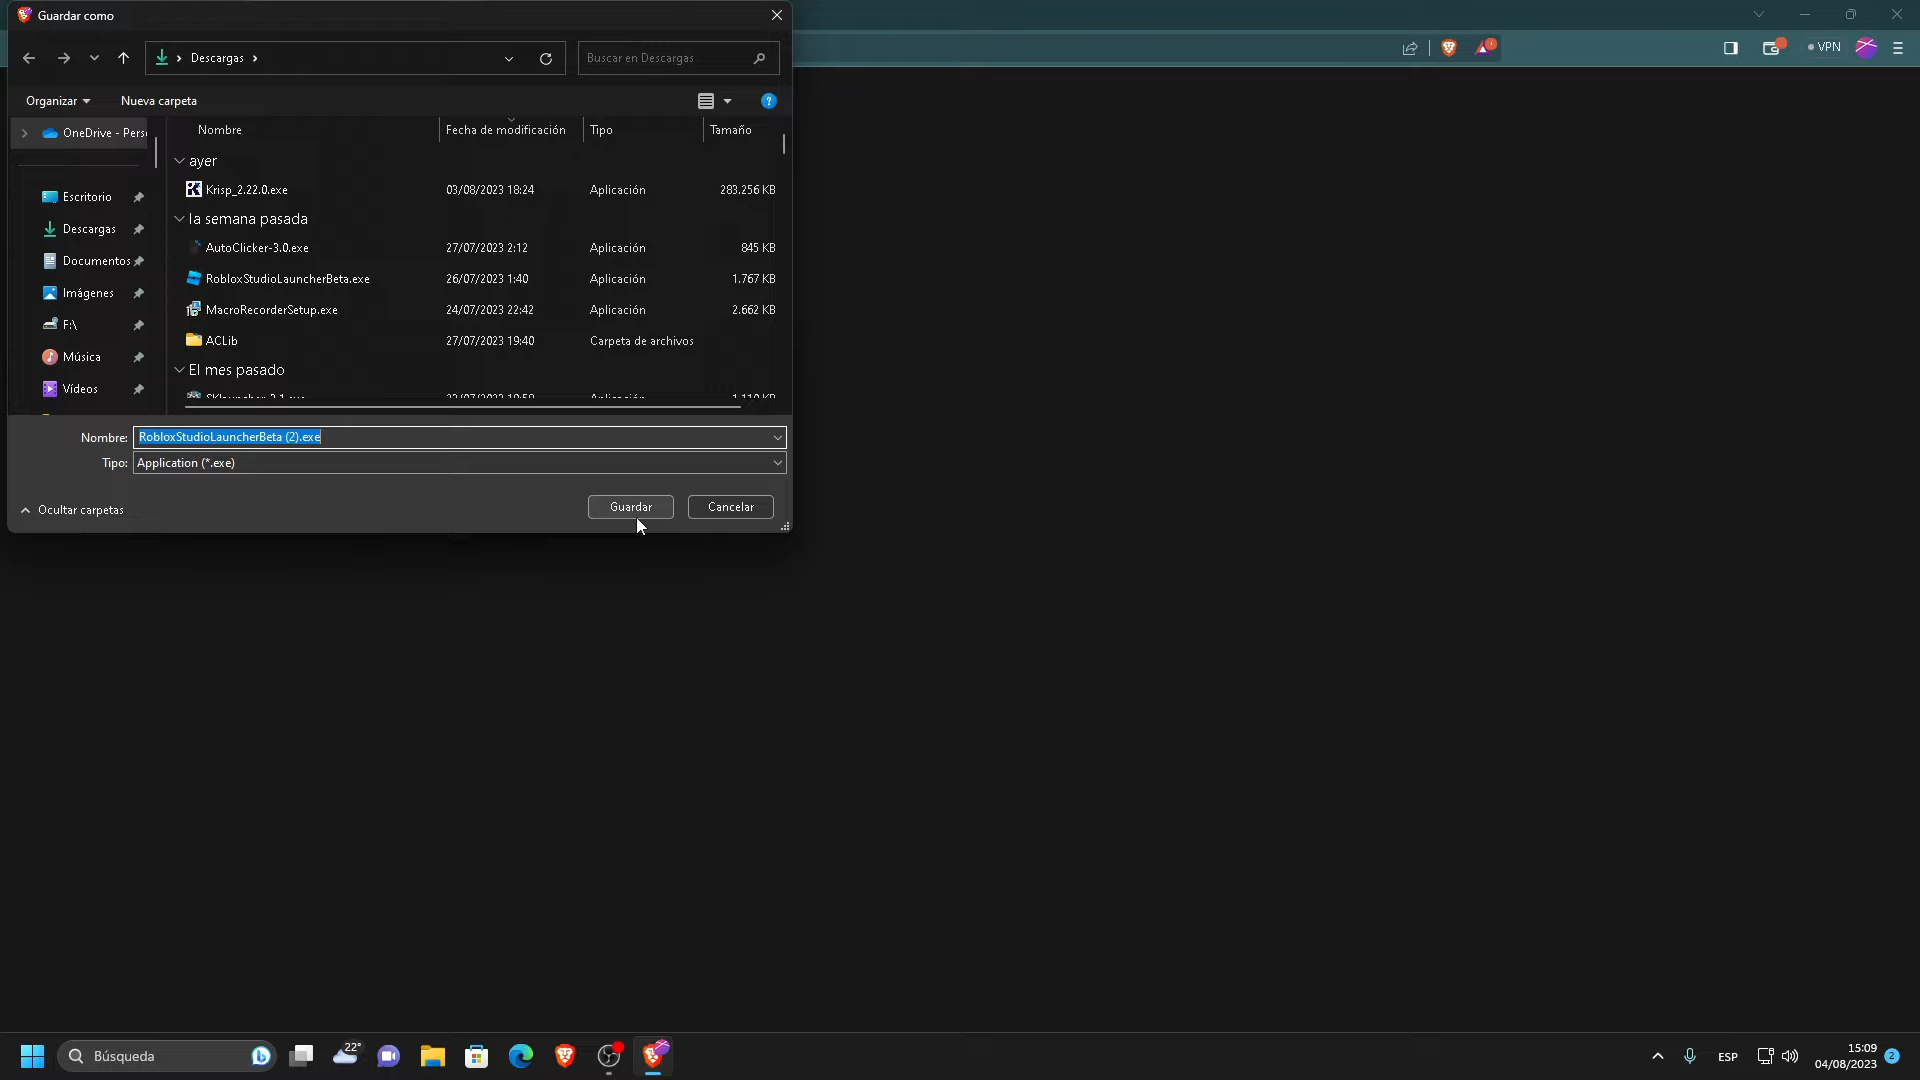 Guardar como
VPN
Descargas
Buscar en Descargas
Organizar
Nueva carpeta
OneDrive - Pers
Nombre
Fecha de modificación
Tipo
Tamaño
ayer
Krisp_2.22.0.exe
03/08/2023 18:24
Aplicación
283.256 KB
Escritorio
la semana pasada
Descargas
AutoClicker-3.0.exe
27/07/2023 2:12
Aplicación
845 KB
Documentos
RobloxStudioLauncherBeta.exe
26/07/2023 1:40
Aplicación
1.767 KB
Imágenes
MacroRecorderSetup.exe
24/07/2023 22:42
Aplicación
2.662 KB
F:\
ACLib
27/07/2023 19:40
Carpeta de archivos
Música
El mes pasado
Vídeos
Nombre:
RobloxStudioLauncherBeta (2).exe
Tipo:
Application (*.exe)
Ocultar carpetas
Guardar
Cancelar
Búsqueda
22°
ESP
15:09
04/08/2023
2